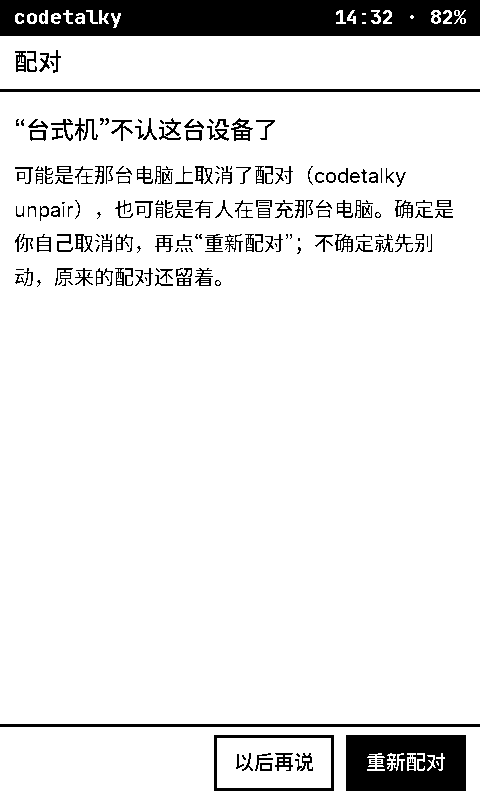 codetalky 14:32 · 82%
配对
“台式机”不认这台设备了
可能是在那台电脑上取消了配对（codetalky
unpair），也可能是有人在冒充那台电脑。确定是
你自己取消的，再点“重新配对”；不确定就先别
动，原来的配对还留着。
以后再说 重新配对